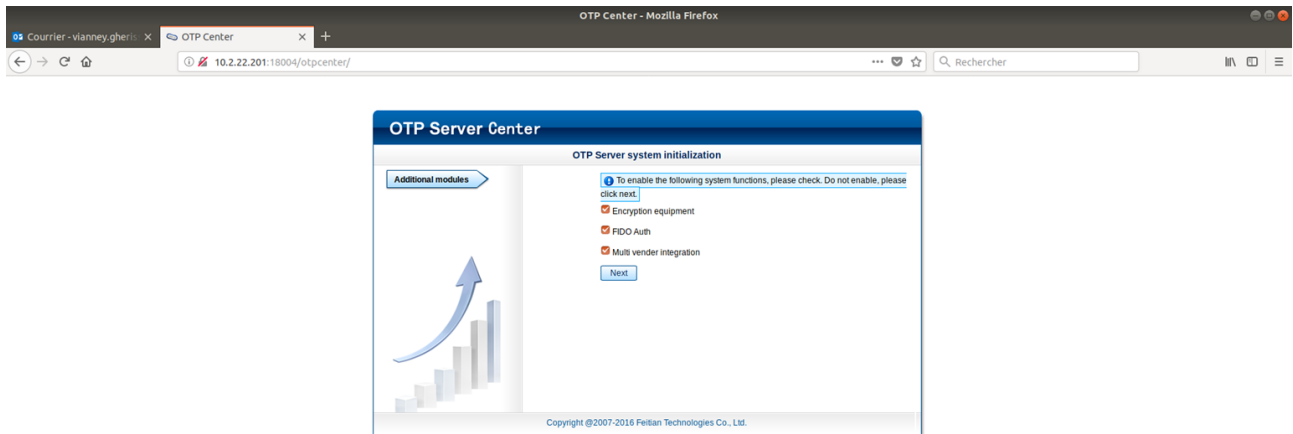 OTP Center - Mozilla Firefox
Courrier - vianney.gheris
OTP Center
10.2.22.201:18004/otpcenter/
Rechercher
OTP Server Center
OTP Server system initialization
Additional modules
To enable the following system functions, please check. Do not enable, please
click next.
Encryption equipment
FIDO Auth
Multi vender integration
Next
Copyright @2007-2016 Feitian Technologies Co., Ltd.